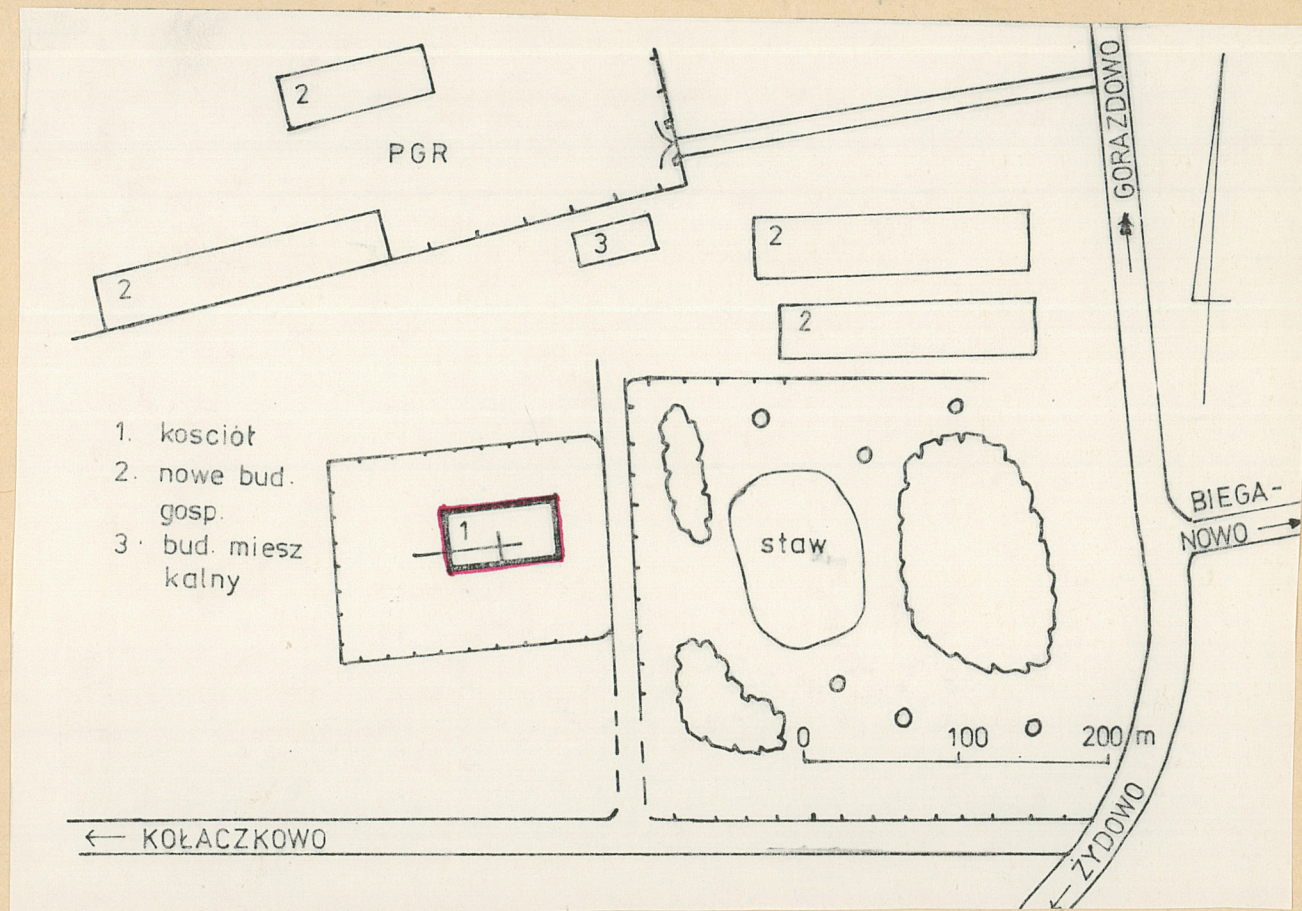 2
PGR
GORAZDOWO
2
3
2
2
1. kosciół
2. nowe bud.
gosp.
3. bud. miesz
kalny
1
staw
BIEGA-
NOWO →
0 100 200 m
← KOŁACZKOWO
← ŻYDOWO